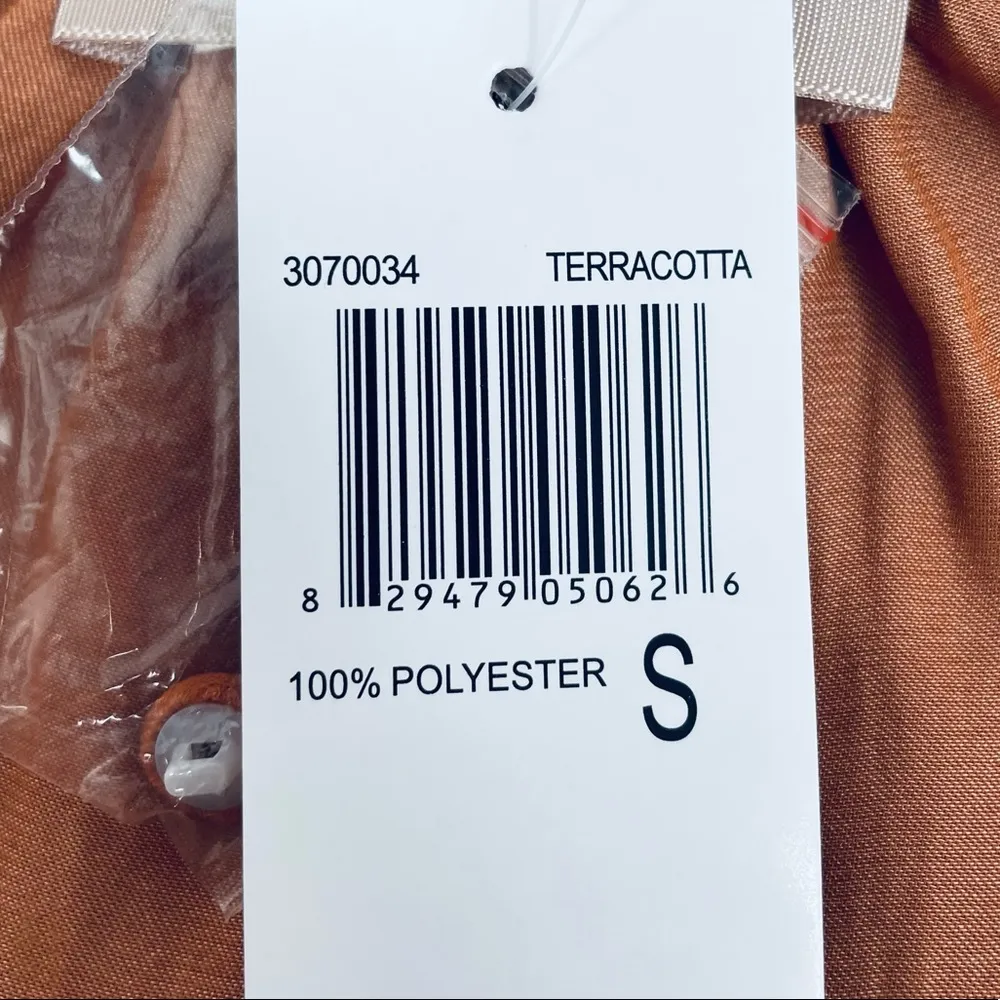 3070034 TERRACOTTA
8 29479 05062 6
100% POLYESTER S